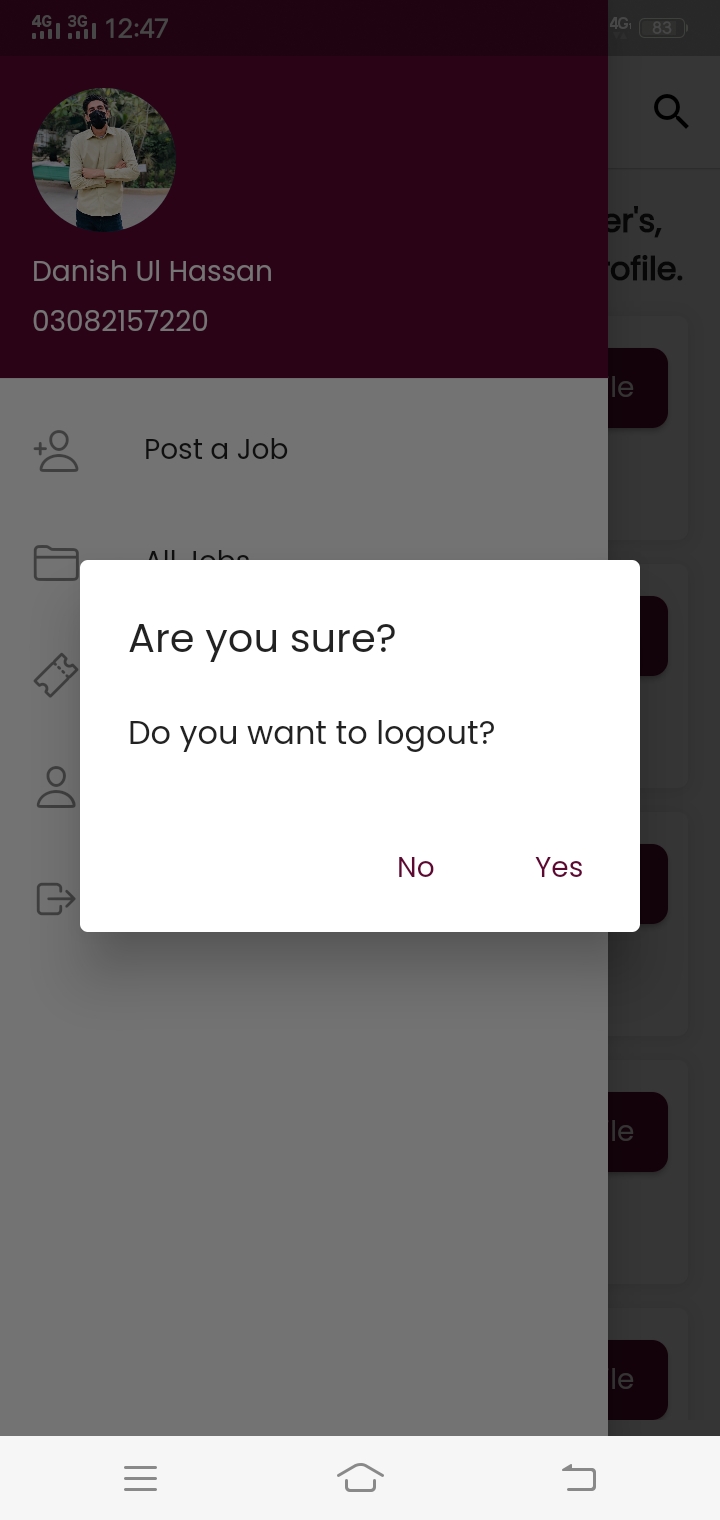 4G 3G 12:47 4G 83
Danish Ul Hassan
03082157220
er's,
rofile.
le
Post a Job
All Jobs
Are you sure?
Do you want to logout?
No Yes
le
le